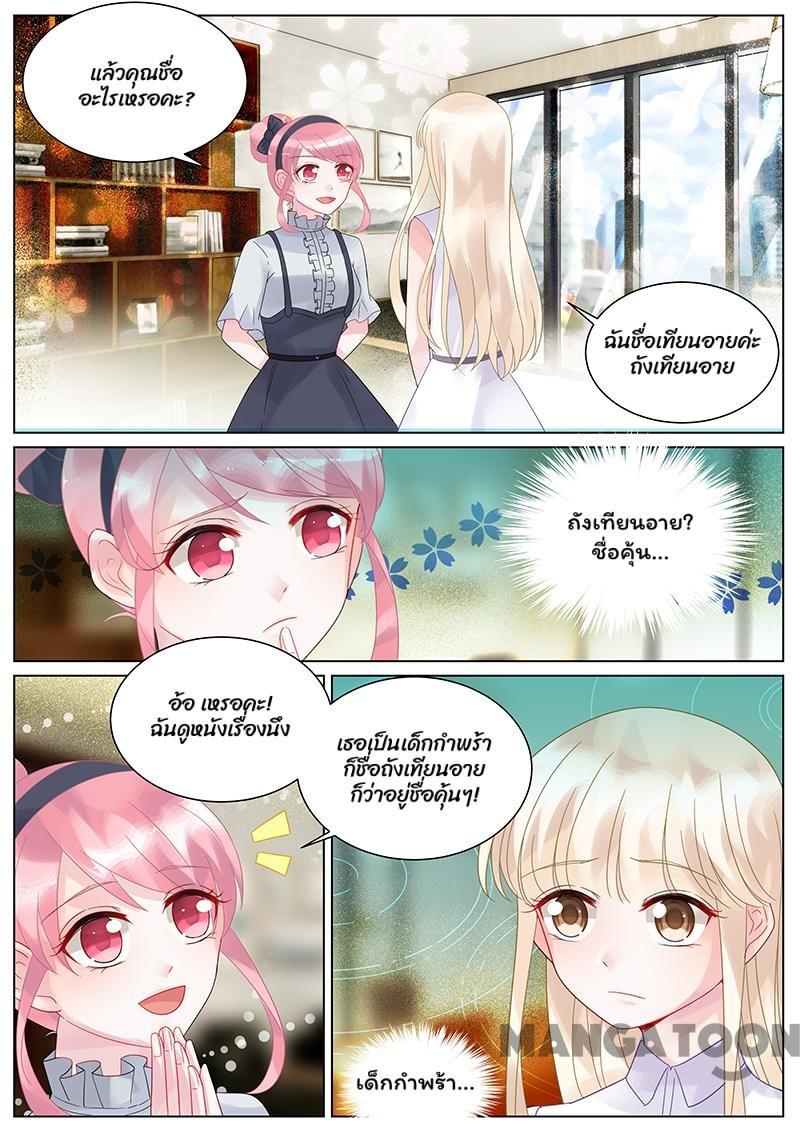 แล้วคุณชื่อ
อะไรเหรอคะ?
ฉันชื่อเทียนอายค่ะ
ถังเทียนอาย
ถังเทียนอาย?
ชื่อคุ้น...
อ้อ เหรอคะ!
ฉันดูหนังเรื่องนึง
เธอเป็นเด็กกำพร้า
ก็ชื่อถังเทียนอาย
ก็ว่าอยู่ชื่อคุ้นๆ!
เด็กกำพร้า...
MANGATOON